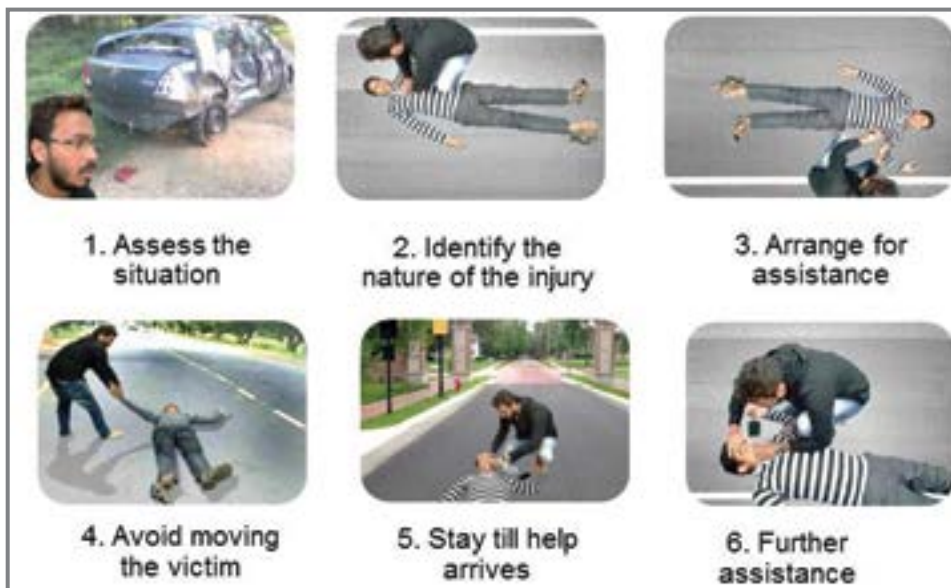 1. Assess the
situation
2. Identify the
nature of the injury
3. Arrange for
assistance
4. Avoid moving
the victim
5. Stay till help
arrives
6. Further
assistance